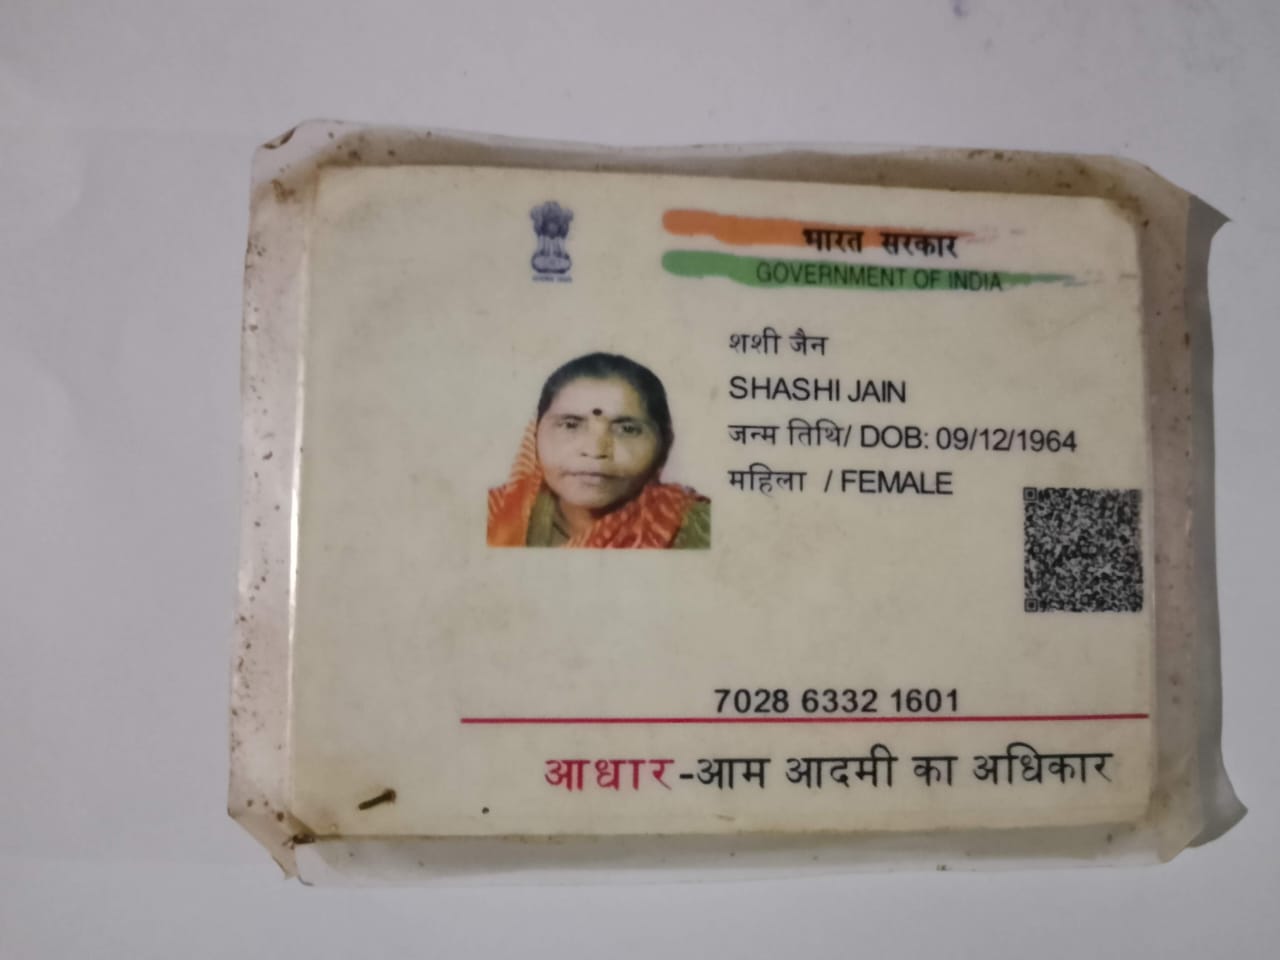 भारत सरकार
GOVERNMENT OF INDIA
शशी जैन
SHASHI JAIN
जन्म तिथि/ DOB: 09/12/1964
महिला / FEMALE
7028 6332 1601
आधार-आम आदमी का अधिकार